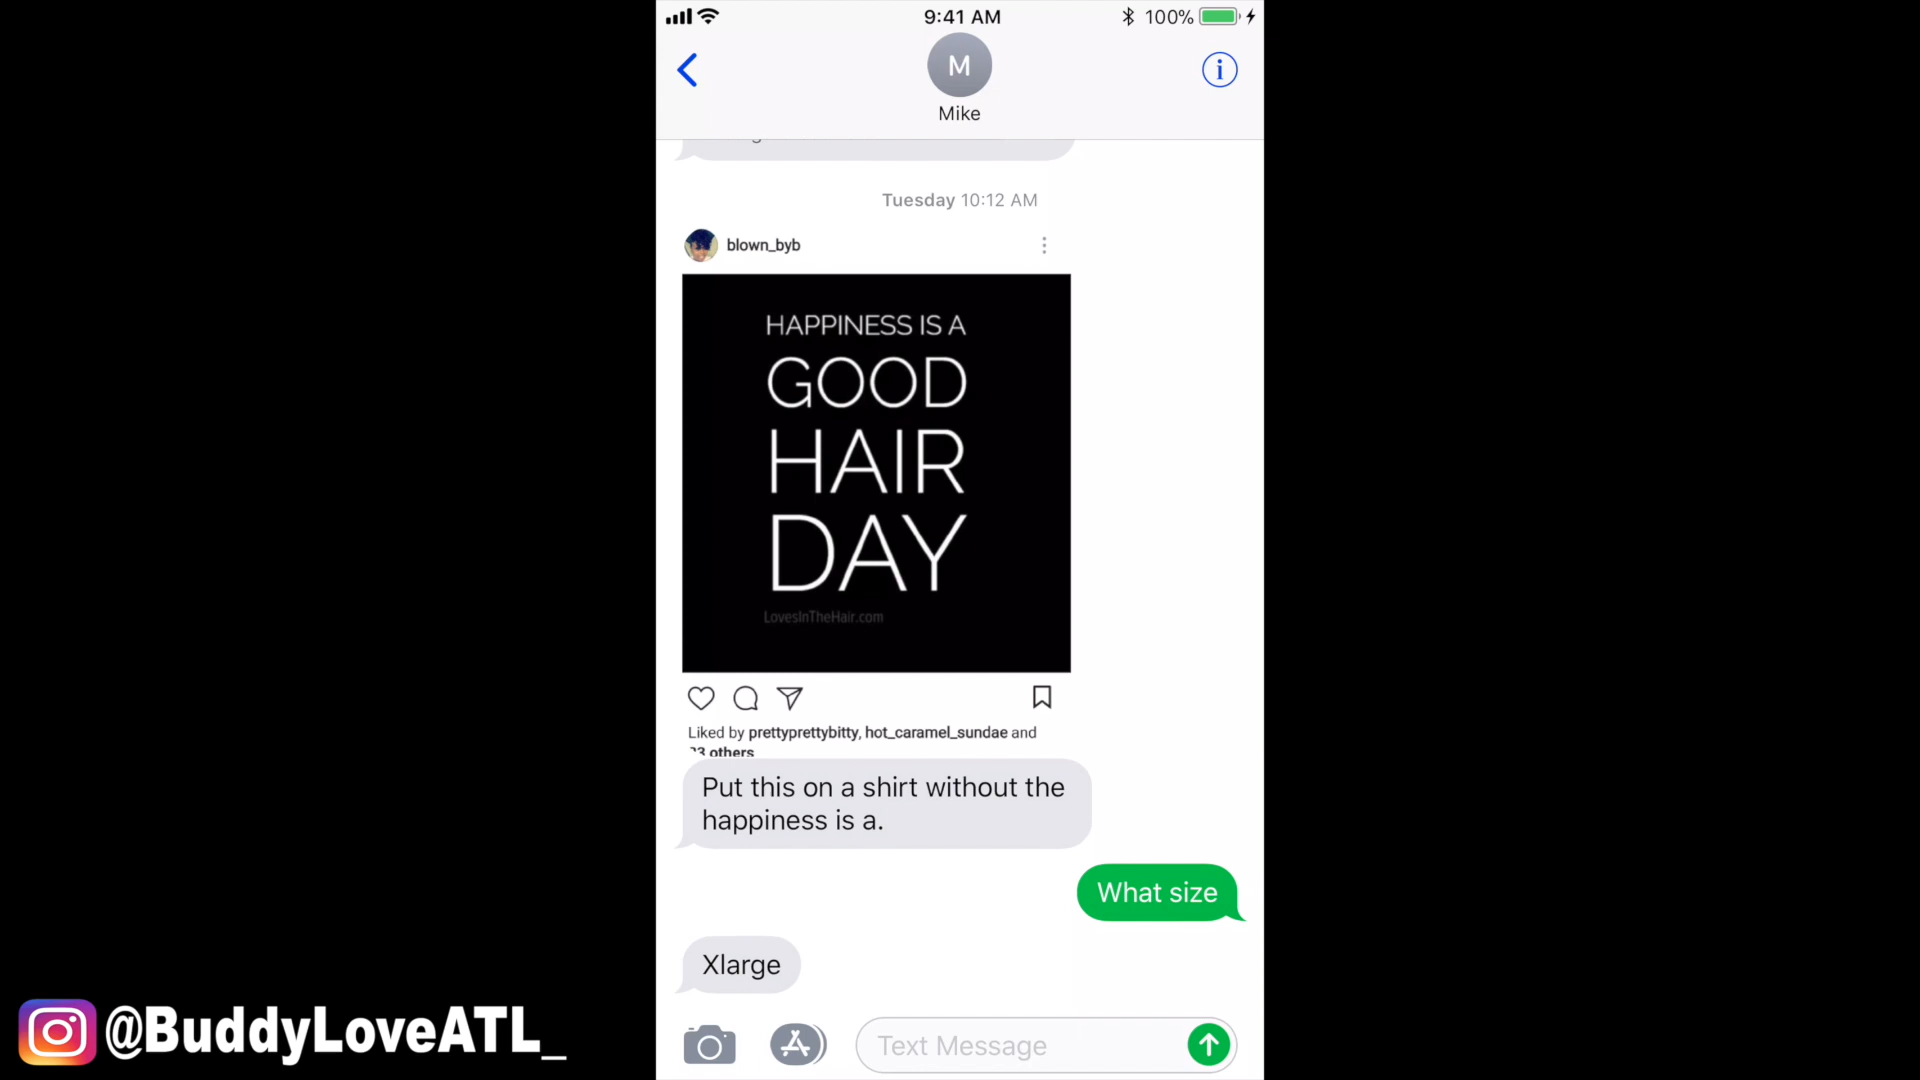 9:41 AM
100%
M
Mike
Tuesday 10:12 AM
blown_byb
HAPPINESS IS A
GOOD
HAIR
DAY
LovesInTheHair.com
Liked by prettyprettybitty, hot_caramel_sundae and
others
Put this on a shirt without the
happiness is a.
What size
Xlarge
Text Message
@BuddyLoveATL_